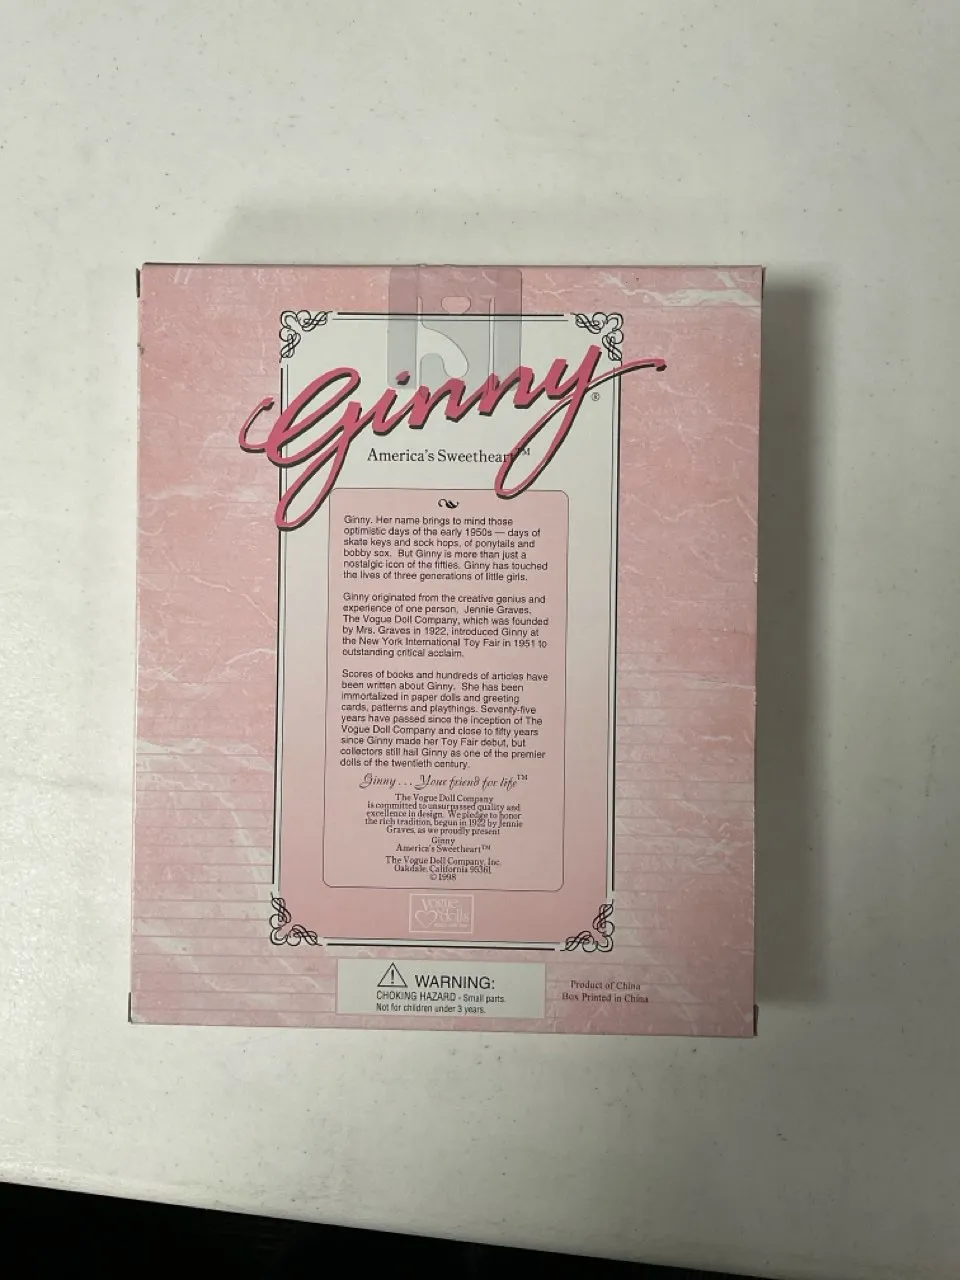 Ginny®
America's Sweetheart™
Ginny. Her name brings to mind those
optimistic days of the early 1950s — days of
skate keys and sock hops, of ponytails and
bobby sox. But Ginny is more than just a
nostalgic icon of the fifties. Ginny has touched
the lives of three generations of little girls.
Ginny originated from the creative genius and
experience of one person, Jennie Graves.
The Vogue Doll Company, which was founded
by Mrs. Graves in 1922, introduced Ginny at
the New York International Toy Fair in 1951 to
outstanding critical acclaim.
Scores of books and hundreds of articles have
been written about Ginny. She has been
immortalized in paper dolls and greeting
cards, patterns and playthings. Seventy-five
years have passed since the inception of The
Vogue Doll Company and close to fifty years
since Ginny made her Toy Fair debut, but
collectors still hail Ginny as one of the premier
dolls of the twentieth century.
Ginny . . . Your friend for life™
The Vogue Doll Company
is committed to unsurpassed quality and
excellence in design. We pledge to honor
the rich tradition, begun in 1922 by Jennie
Graves, as we proudly present
Ginny
America's Sweetheart™
The Vogue Doll Company, Inc.
Oakdale, California 95361
©1998
vogue
dolls
WARNING:
CHOKING HAZARD - Small parts.
Not for children under 3 years.
Product of China
Box Printed in China